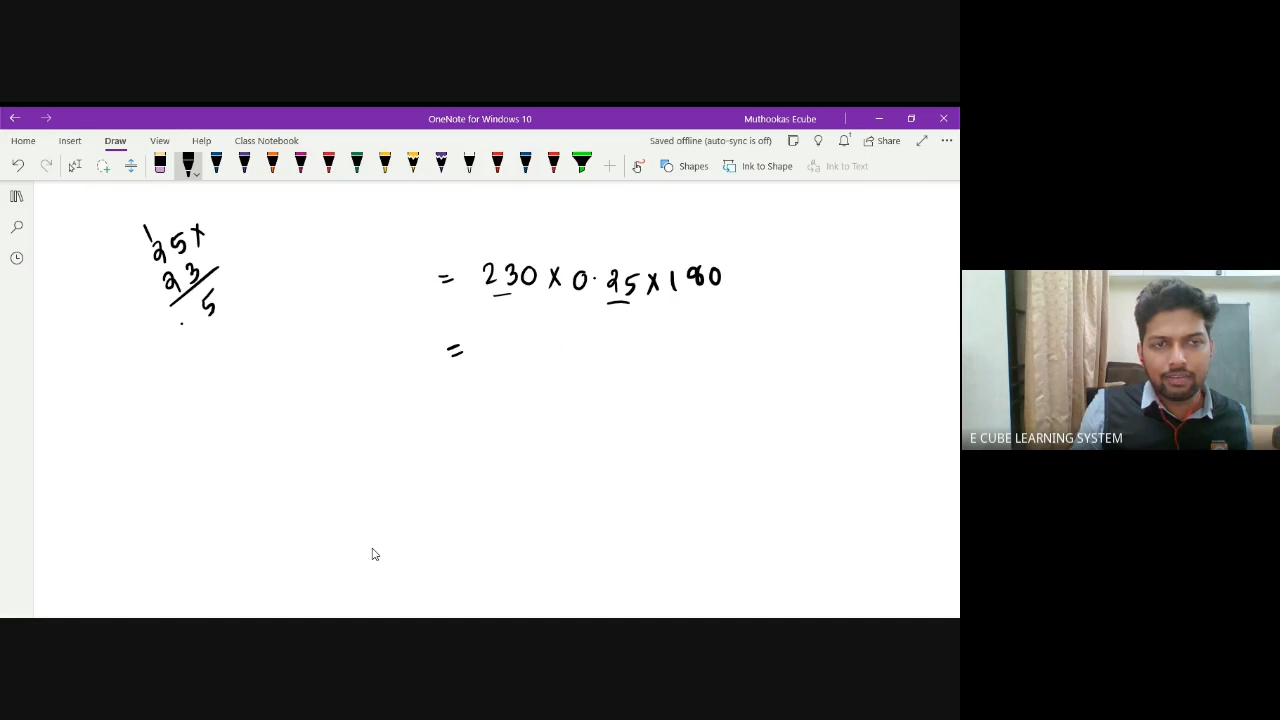 OneNote for Windows 10
Muthookas Ecube
Home Insert Draw View Help Class Notebook
Saved offline (auto-sync is off)
Share
Shapes
Ink to Shape
Ink to Text
25×
23
5
= 230 × 0.25 × 180
=
E CUBE LEARNING SYSTEM